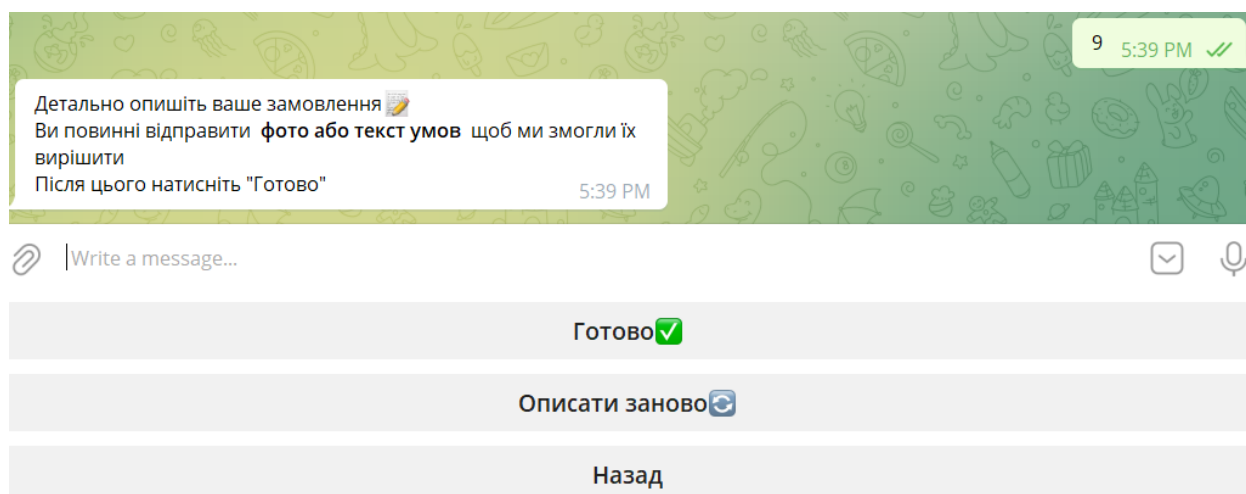 9 5:39 PM
Детально опишіть ваше замовлення📝
Ви повинні відправити фото або текст умов щоб ми змогли їх
вирішити
Після цього натисніть "Готово"
5:39 PM
Write a message...
Готово✅
Описати заново🔄
Назад